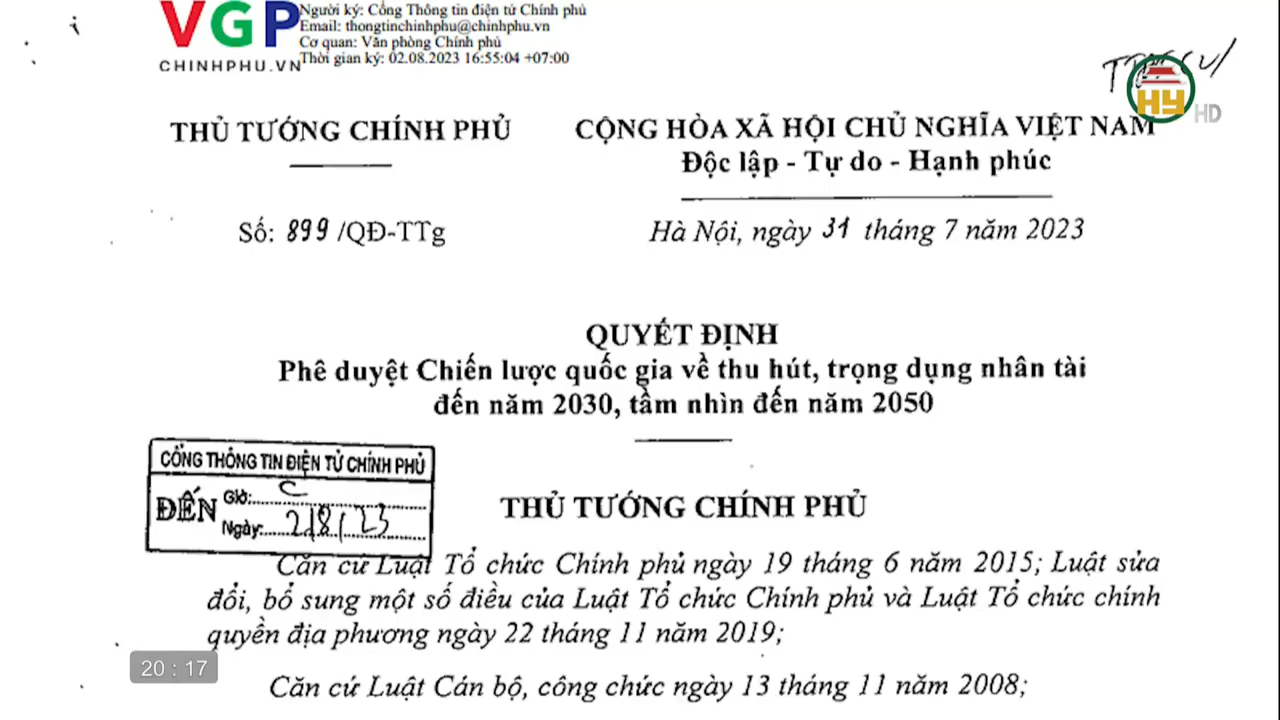 VGP
CHINHPHU.VN
Người ký: Cổng Thông tin điện tử Chính phủ
Email: thongtinchinhphu@chinhphu.vn
Cơ quan: Văn phòng Chính phủ
Thời gian ký: 02.08.2023 16:55:04 +07:00
HY HD
THỦ TƯỚNG CHÍNH PHỦ
CỘNG HÒA XÃ HỘI CHỦ NGHĨA VIỆT NAM
Độc lập - Tự do - Hạnh phúc
Số: 899 /QĐ-TTg
Hà Nội, ngày 31 tháng 7 năm 2023
QUYẾT ĐỊNH
Phê duyệt Chiến lược quốc gia về thu hút, trọng dụng nhân tài
đến năm 2030, tầm nhìn đến năm 2050
CỔNG THÔNG TIN ĐIỆN TỬ CHÍNH PHỦ
ĐẾN
Giờ: C
Ngày: 2/8/23
THỦ TƯỚNG CHÍNH PHỦ
Căn cứ Luật Tổ chức Chính phủ ngày 19 tháng 6 năm 2015; Luật sửa
đổi, bổ sung một số điều của Luật Tổ chức Chính phủ và Luật Tổ chức chính
quyền địa phương ngày 22 tháng 11 năm 2019;
20 : 17
Căn cứ Luật Cán bộ, công chức ngày 13 tháng 11 năm 2008;